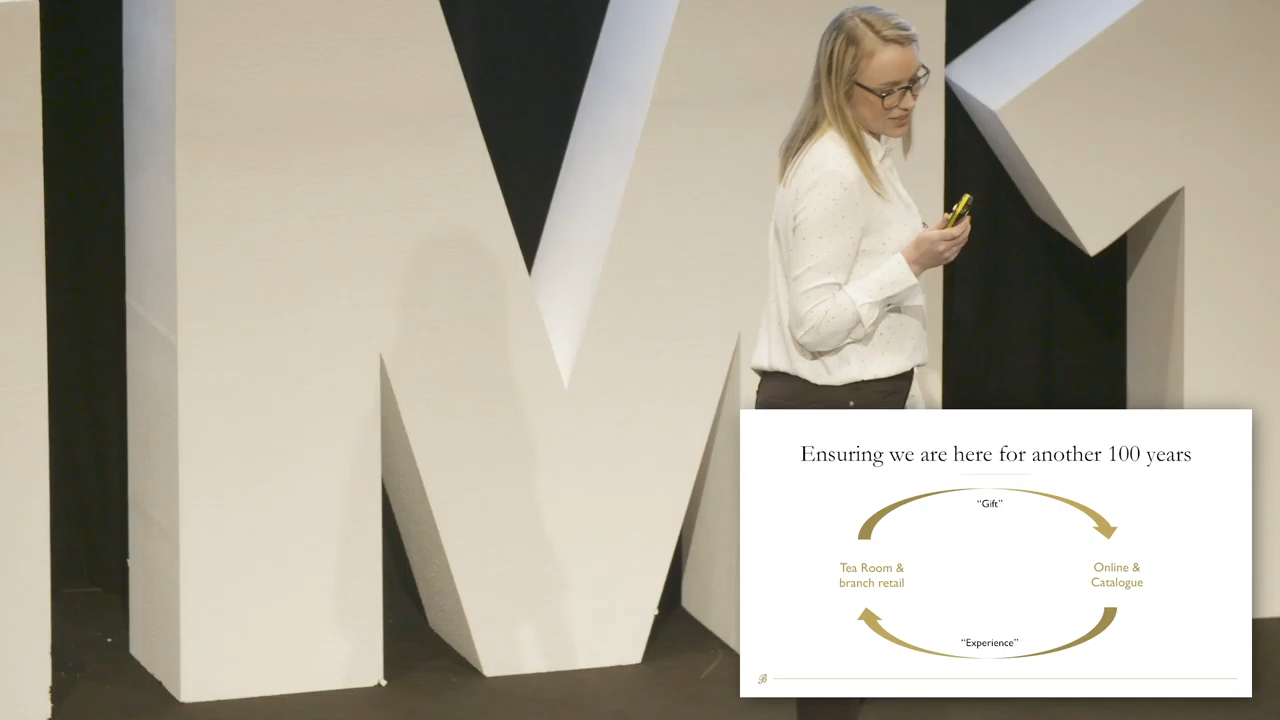 Ensuring we are here for another 100 years
“Gift”
Tea Room &
branch retail
Online &
Catalogue
“Experience”
B